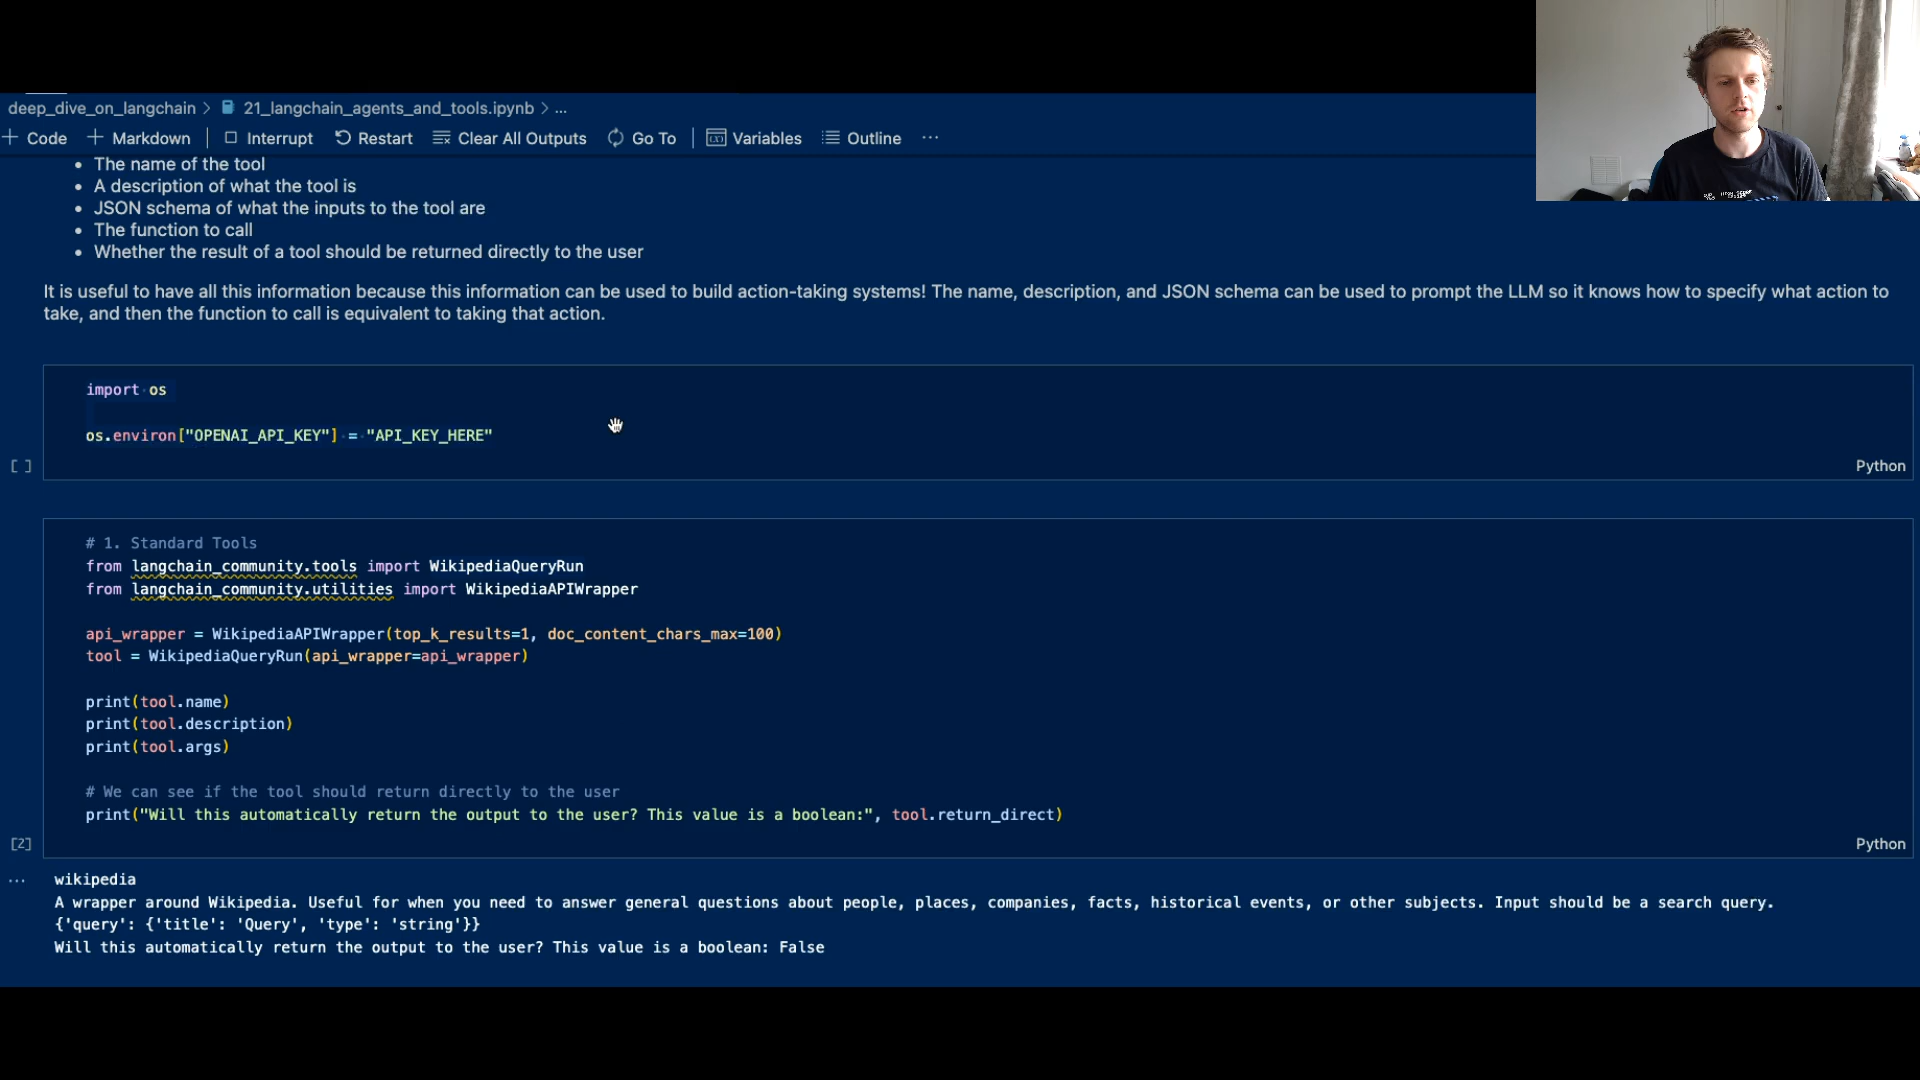 deep_dive_on_langchain > 21_langchain_agents_and_tools.ipynb > ...
+ Code + Markdown | Interrupt Restart Clear All Outputs Go To | Variables Outline ...
• The name of the tool
• A description of what the tool is
• JSON schema of what the inputs to the tool are
• The function to call
• Whether the result of a tool should be returned directly to the user
It is useful to have all this information because this information can be used to build action-taking systems! The name, description, and JSON schema can be used to prompt the LLM so it knows how to specify what action to
take, and then the function to call is equivalent to taking that action.
import os
os.environ["OPENAI_API_KEY"] = "API_KEY_HERE"
[ ]
Python
# 1. Standard Tools
from langchain_community.tools import WikipediaQueryRun
from langchain_community.utilities import WikipediaAPIWrapper
api_wrapper = WikipediaAPIWrapper(top_k_results=1, doc_content_chars_max=100)
tool = WikipediaQueryRun(api_wrapper=api_wrapper)
print(tool.name)
print(tool.description)
print(tool.args)
# We can see if the tool should return directly to the user
print("Will this automatically return the output to the user? This value is a boolean:", tool.return_direct)
[2]
Python
... wikipedia
A wrapper around Wikipedia. Useful for when you need to answer general questions about people, places, companies, facts, historical events, or other subjects. Input should be a search query.
{'query': {'title': 'Query', 'type': 'string'}}
Will this automatically return the output to the user? This value is a boolean: False